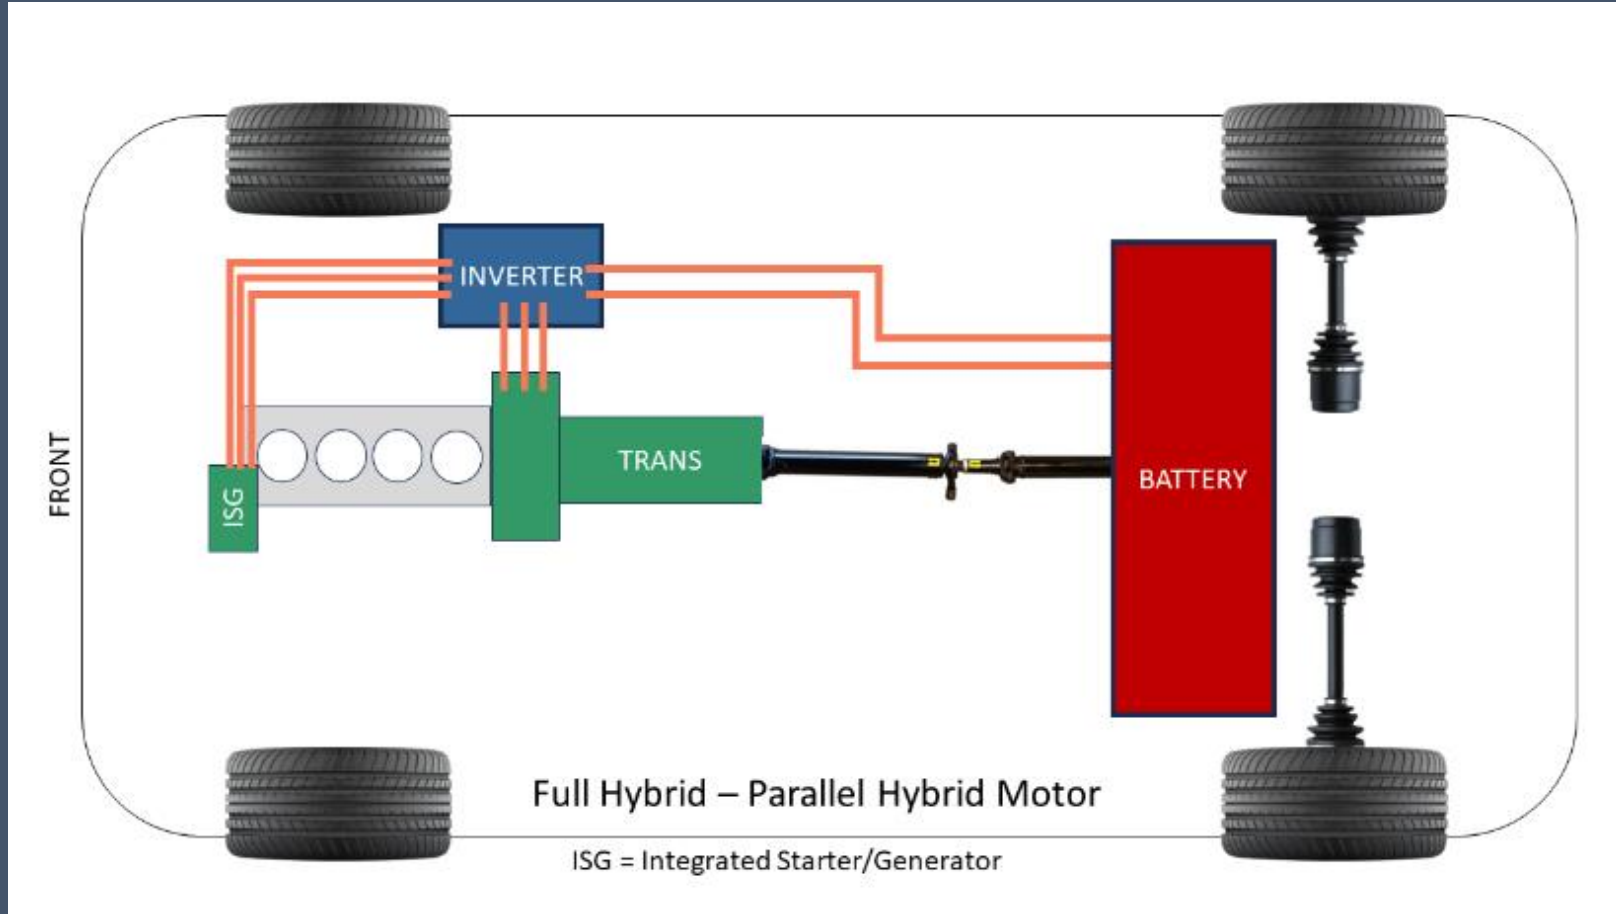 INVERTER
FRONT
ISG
TRANS
BATTERY
Full Hybrid – Parallel Hybrid Motor
ISG = Integrated Starter/Generator